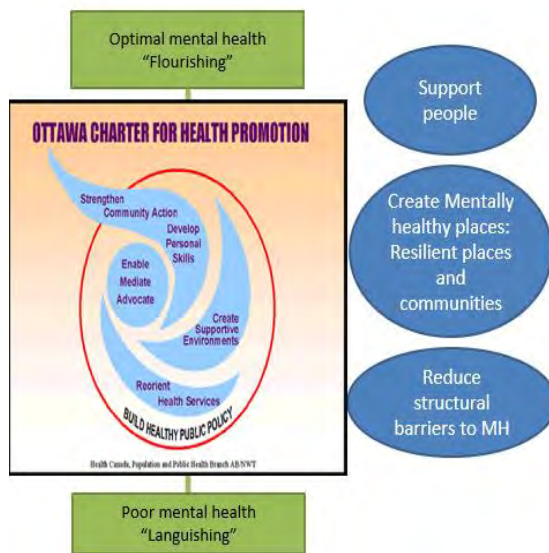 Optimal mental health
“Flourishing”
OTTAWA CHARTER FOR HEALTH PROMOTION
Strengthen
Community Action
Develop
Personal
Skills
Enable
Mediate
Advocate
Create
Supportive
Environments
Reorient
Health Services
BUILD HEALTHY PUBLIC POLICY
Health Canada, Population and Public Health Branch AB/NWT
Support
people
Create Mentally
healthy places:
Resilient places
and
communities
Reduce
structural
barriers to MH
Poor mental health
“Languishing”